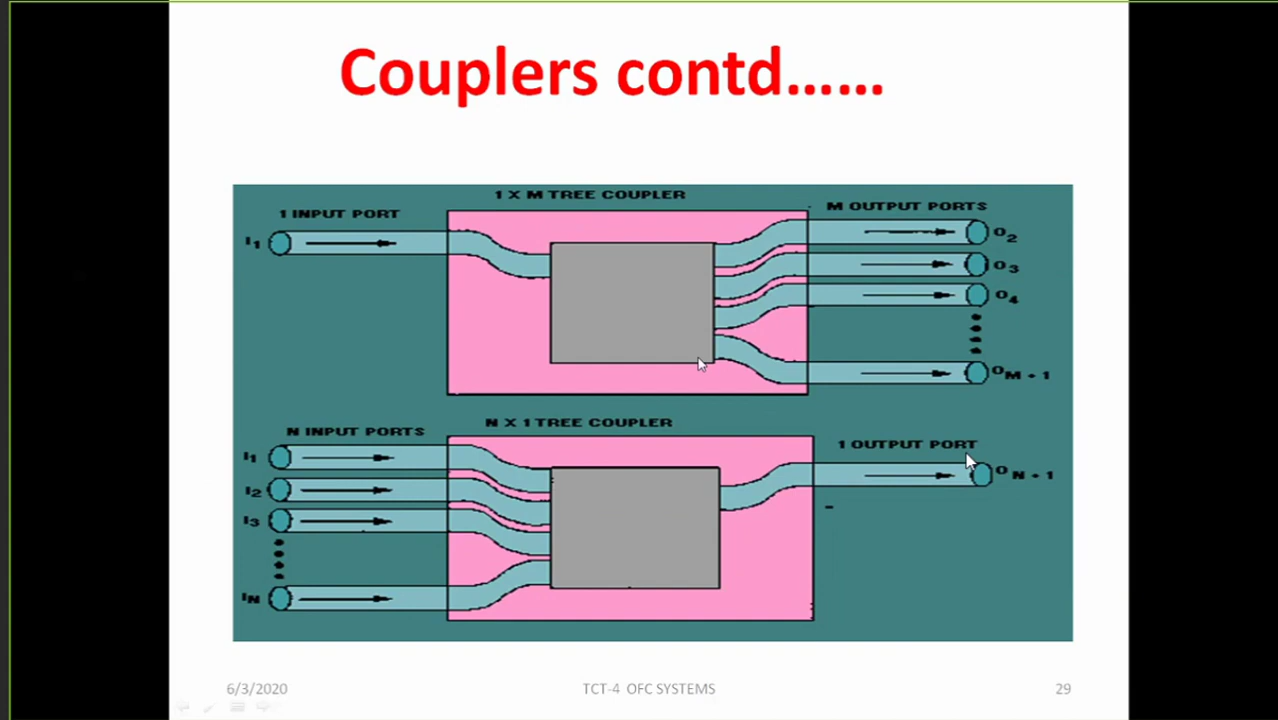 Couplers contd……
1 X M TREE COUPLER
1 INPUT PORT
M OUTPUT PORTS
I1
O2
O3
O4
OM + 1
N X 1 TREE COUPLER
N INPUT PORTS
1 OUTPUT PORT
I1
I2
I3
IN
ON + 1
6/3/2020
TCT-4 OFC SYSTEMS
29